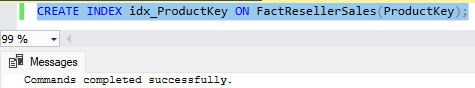 CREATE INDEX idx_ProductKey ON FactResellerSales(ProductKey);
99 %
Messages
Commands completed successfully.